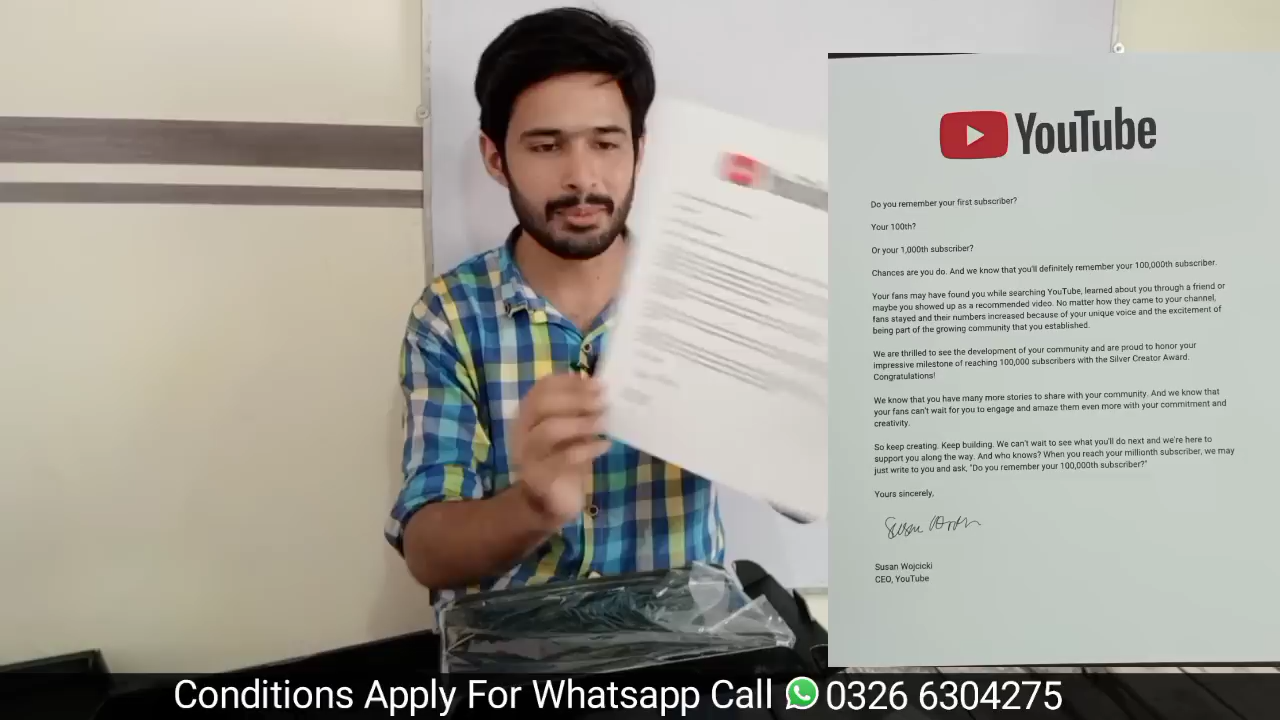 YouTube
Do you remember your first subscriber?
Your 100th?
Or your 1,000th subscriber?
Chances are you do. And we know that you'll definitely remember your 100,000th subscriber.
Your fans may have found you while searching YouTube, learned about you through a friend or
maybe you showed up as a recommended video. No matter how they came to your channel,
fans stayed and their numbers increased because of your unique voice and the excitement of
being part of the growing community that you established.
We are thrilled to see the development of your community and are proud to honor your
impressive milestone of reaching 100,000 subscribers with the Silver Creator Award.
Congratulations!
We know that you have many more stories to share with your community. And we know that
your fans can't wait for you to engage and amaze them even more with your commitment and
creativity.
So keep creating. Keep building. We can't wait to see what you'll do next and we're here to
support you along the way. And who knows? When you reach your millionth subscriber, we may
just write to you and ask, "Do you remember your 100,000th subscriber?"
Yours sincerely,
Susan Wojcicki
CEO, YouTube
Conditions Apply For Whatsapp Call 0326 6304275